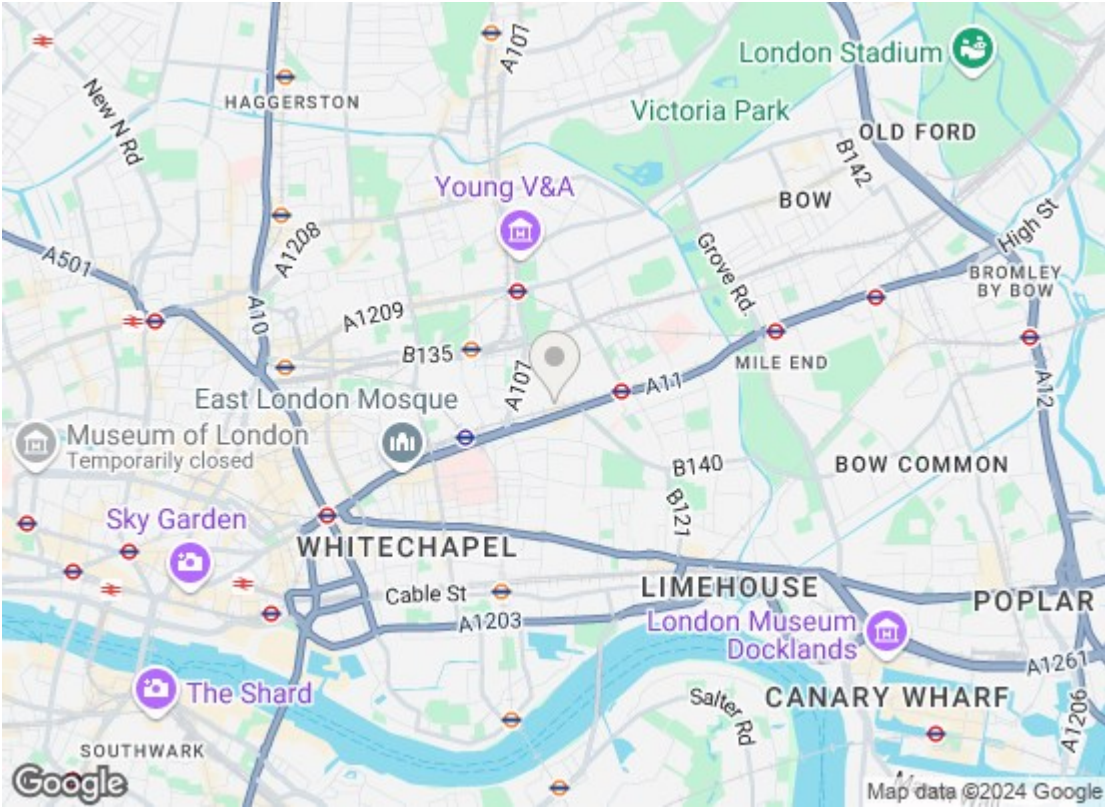 A107
London Stadium
New N Rd
HAGGERSTON
Victoria Park
OLD FORD
B142
Young V&A
BOW
A1208
High St
A501
Grove Rd.
BROMLEY
BY BOW
A10
A1209
B135
MILE END
A107
A11
A12
East London Mosque
Museum of London
Temporarily closed
B140
BOW COMMON
B121
Sky Garden
WHITECHAPEL
LIMEHOUSE
Cable St
POPLAR
A1203
London Museum
Docklands
A1261
The Shard
Salter Rd
CANARY WHARF
A1206
SOUTHWARK
Google
Map data ©2024 Google